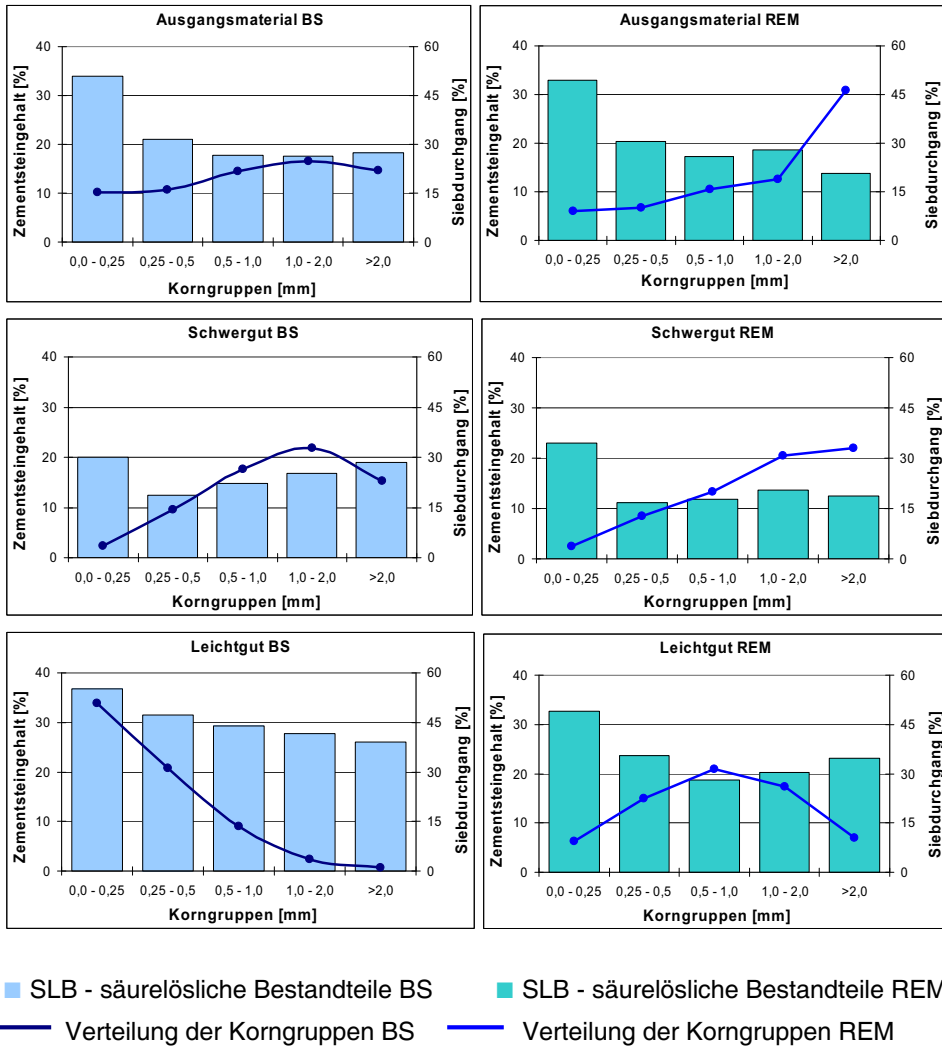 Ausgangsmaterial BS
Zementsteingehalt [%]
40
30
20
10
0
60
45
30
15
0
Siebdurchgang [%]
0,0 - 0,25 0,25 - 0,5 0,5 - 1,0 1,0 - 2,0 >2,0
Korngruppen [mm]
Ausgangsmaterial REM
Zementsteingehalt [%]
40
30
20
10
0
60
45
30
15
0
Siebdurchgang [%]
0,0 - 0,25 0,25 - 0,5 0,5 - 1,0 1,0 - 2,0 >2,0
Korngruppen [mm]
Schwergut BS
Zementsteingehalt [%]
40
30
20
10
0
60
45
30
15
0
Siebdurchgang [%]
0,0 - 0,25 0,25 - 0,5 0,5 - 1,0 1,0 - 2,0 >2,0
Korngruppen [mm]
Schwergut REM
Zementsteingehalt [%]
40
30
20
10
0
60
45
30
15
0
Siebdurchgang [%]
0,0 - 0,25 0,25 - 0,5 0,5 - 1,0 1,0 - 2,0 >2,0
Korngruppen [mm]
Leichtgut BS
Zementsteingehalt [%]
40
30
20
10
0
60
45
30
15
0
Siebdurchgang [%]
0,0 - 0,25 0,25 - 0,5 0,5 - 1,0 1,0 - 2,0 >2,0
Korngruppen [mm]
Leichtgut REM
Zementsteingehalt [%]
40
30
20
10
0
60
45
30
15
0
Siebdurchgang [%]
0,0 - 0,25 0,25 - 0,5 0,5 - 1,0 1,0 - 2,0 >2,0
Korngruppen [mm]
SLB - säurelösliche Bestandteile BS
SLB - säurelösliche Bestandteile REM
Verteilung der Korngruppen BS
Verteilung der Korngruppen REM